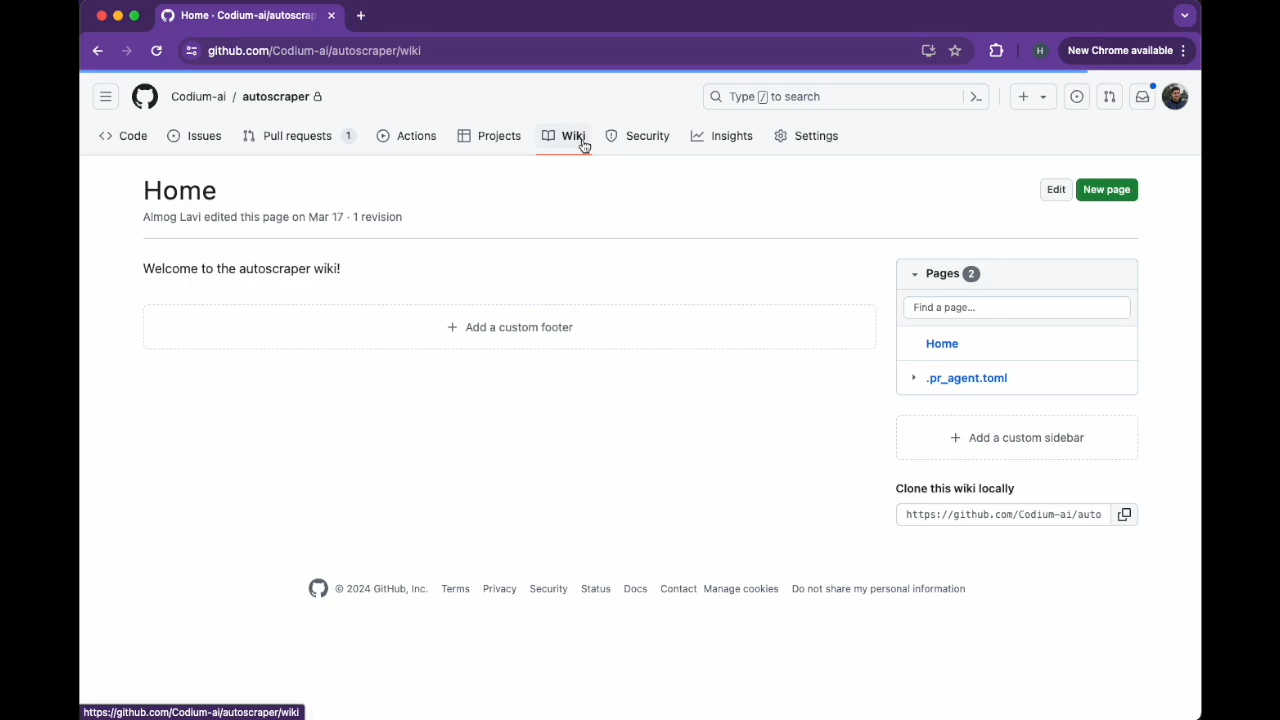 Home · Codium-ai/autoscrap
github.com/Codium-ai/autoscraper/wiki
H
New Chrome available
Codium-ai / autoscraper
Type / to search
Code
Issues
Pull requests 1
Actions
Projects
Wiki
Security
Insights
Settings
Home
Edit
New page
Almog Lavi edited this page on Mar 17 · 1 revision
Welcome to the autoscraper wiki!
Add a custom footer
Pages 2
Find a page...
Home
.pr_agent.toml
Add a custom sidebar
Clone this wiki locally
https://github.com/Codium-ai/auto
© 2024 GitHub, Inc. Terms Privacy Security Status Docs Contact Manage cookies Do not share my personal information
https://github.com/Codium-ai/autoscraper/wiki